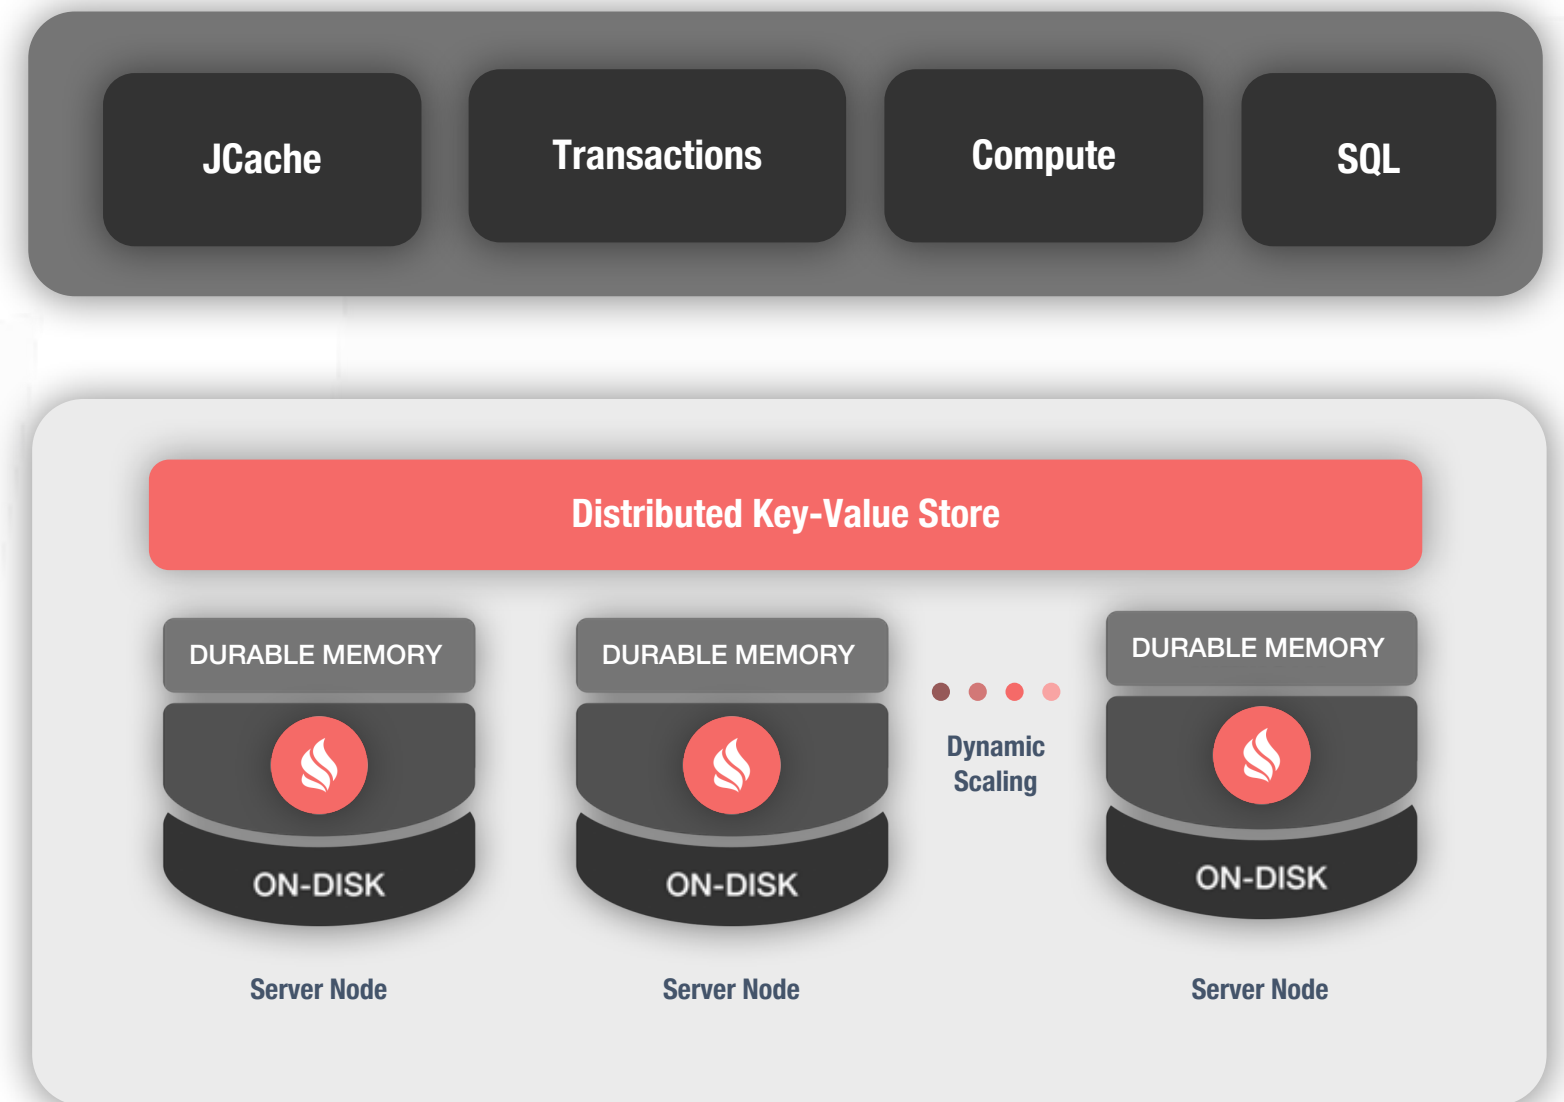 JCache
Transactions
Compute
SQL
Distributed Key-Value Store
DURABLE MEMORY
DURABLE MEMORY
DURABLE MEMORY
Dynamic
Scaling
ON-DISK
ON-DISK
ON-DISK
Server Node
Server Node
Server Node